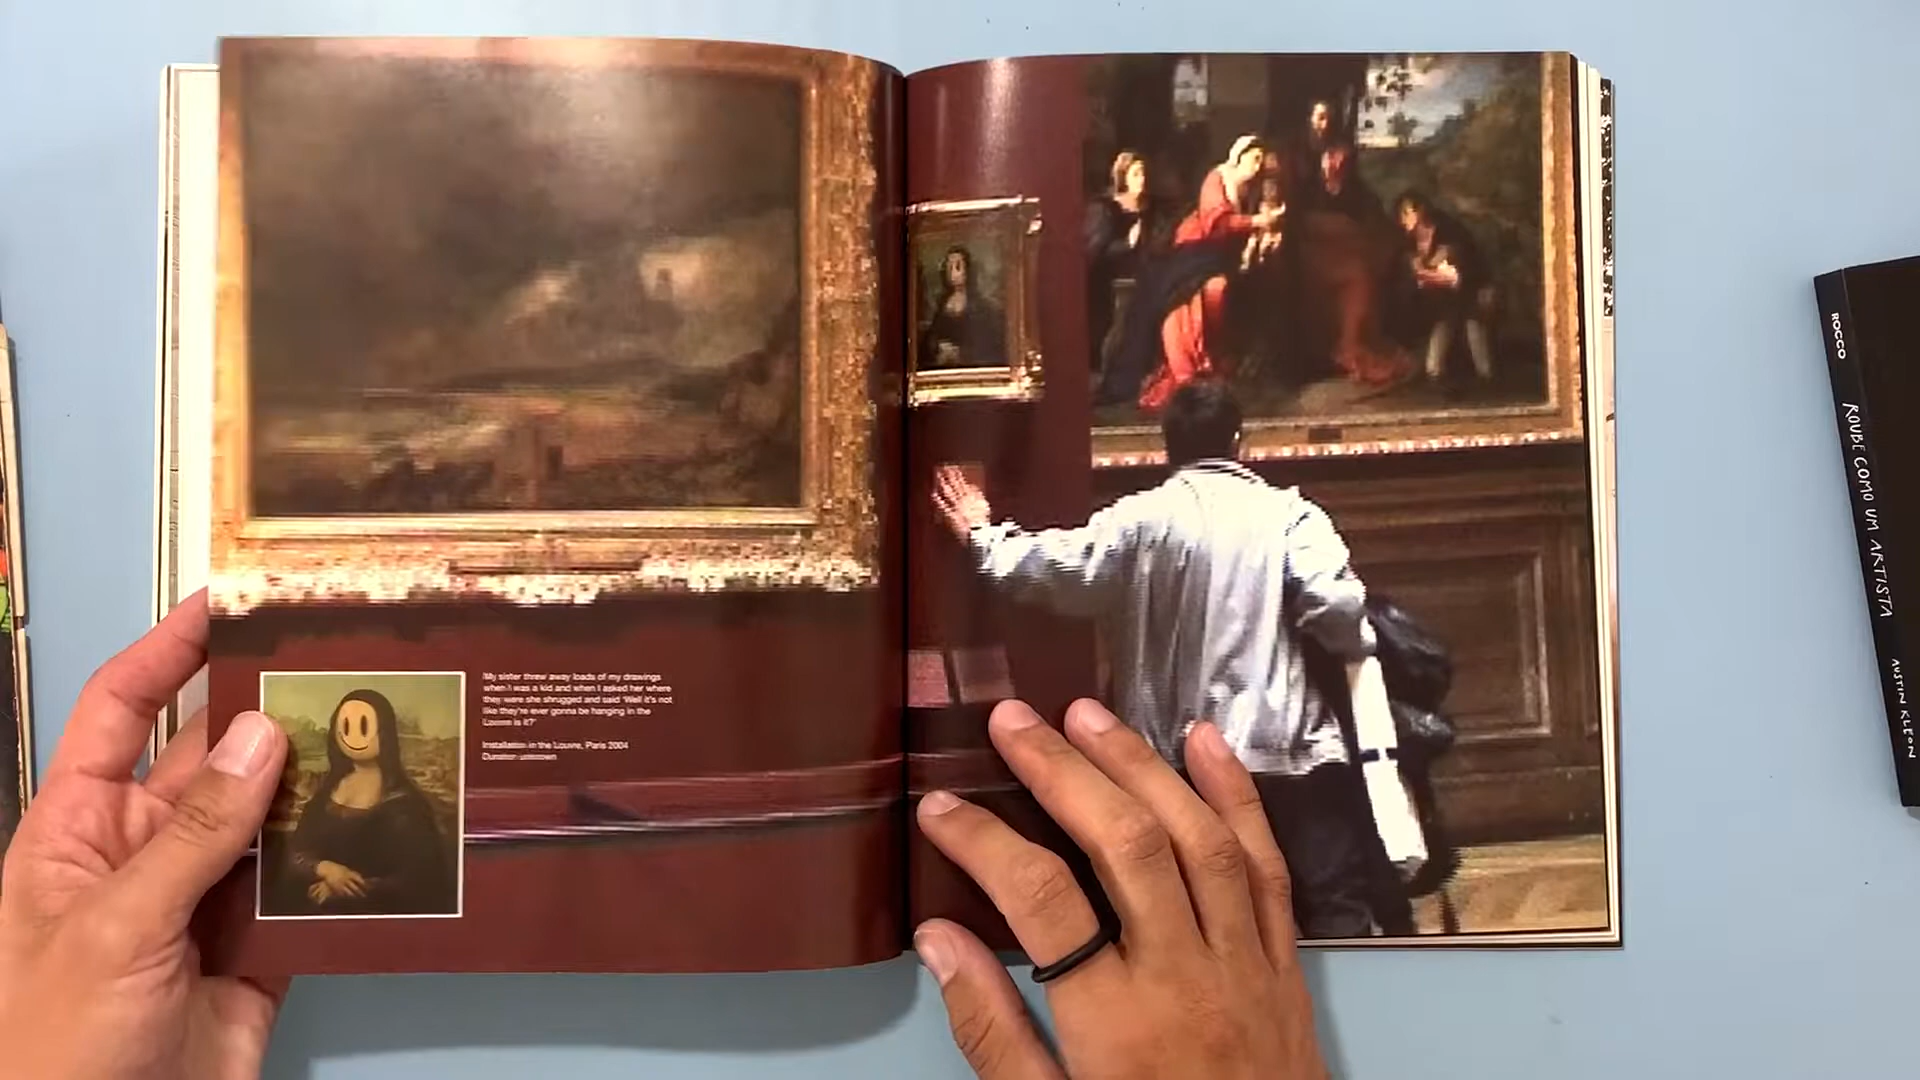 My sister threw away loads of my drawings
when I was a kid and when I asked her where
they were she shrugged and said 'Well it's not
like they're ever gonna be hanging in the
Louvre is it?'
Installation in the Louvre, Paris 2004
Duration: unknown
ROCCO
ROUBE COMO UM ARTISTA
AUSTIN KLEON